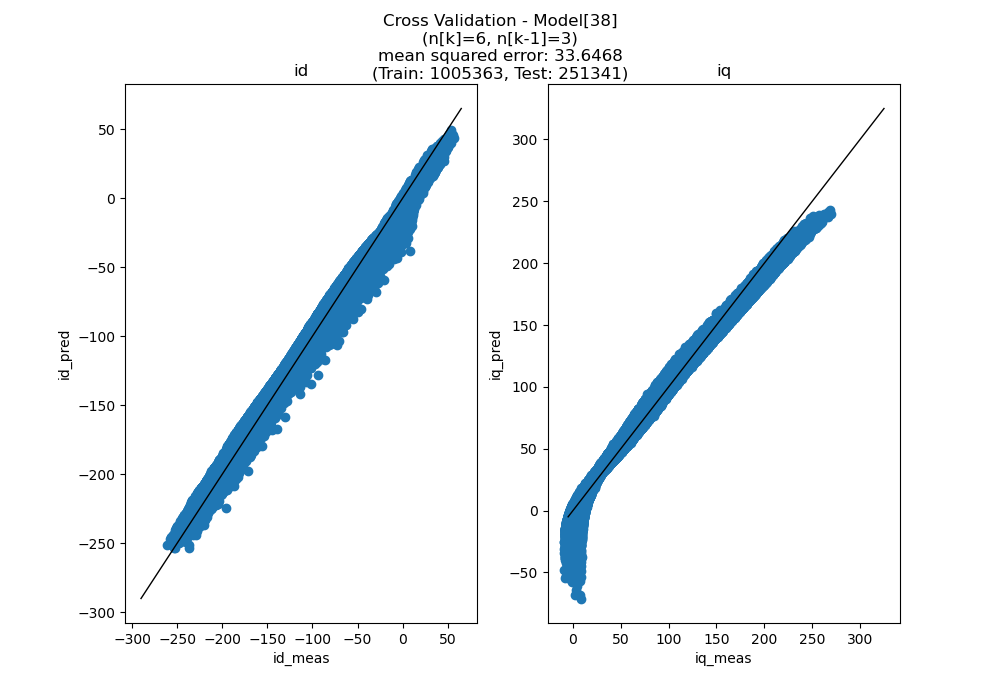 Cross Validation - Model[38]
(n[k]=6, n[k-1]=3)
mean squared error: 33.6468
(Train: 1005363, Test: 251341)
id
iq
50
0
−50
−100
−150
−200
−250
−300
id_pred
−300 −250 −200 −150 −100 −50 0 50
id_meas
300
250
200
150
100
50
0
−50
iq_pred
0 50 100 150 200 250 300
iq_meas